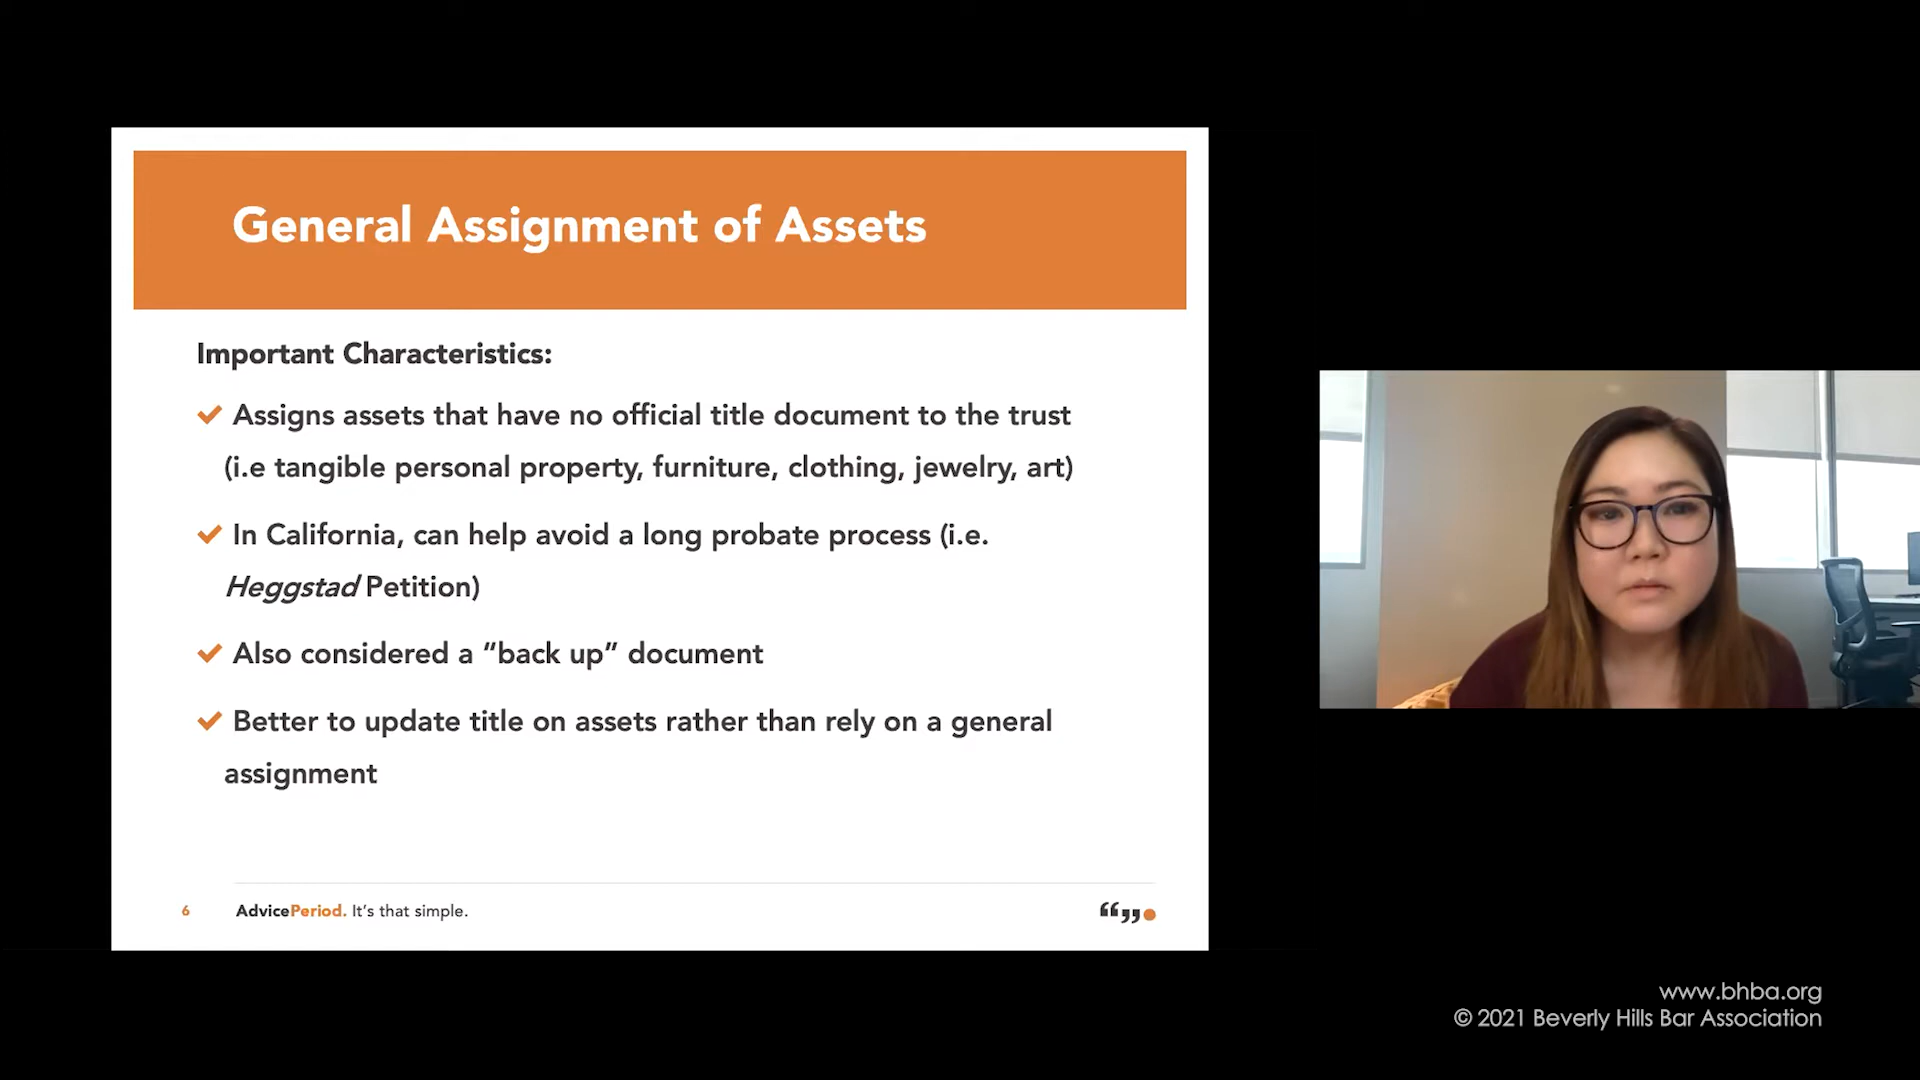 General Assignment of Assets
Important Characteristics:
Assigns assets that have no official title document to the trust
(i.e tangible personal property, furniture, clothing, jewelry, art)
In California, can help avoid a long probate process (i.e.
Heggstad Petition)
Also considered a “back up” document
Better to update title on assets rather than rely on a general
assignment
6 AdvicePeriod. It’s that simple.
www.bhba.org
© 2021 Beverly Hills Bar Association